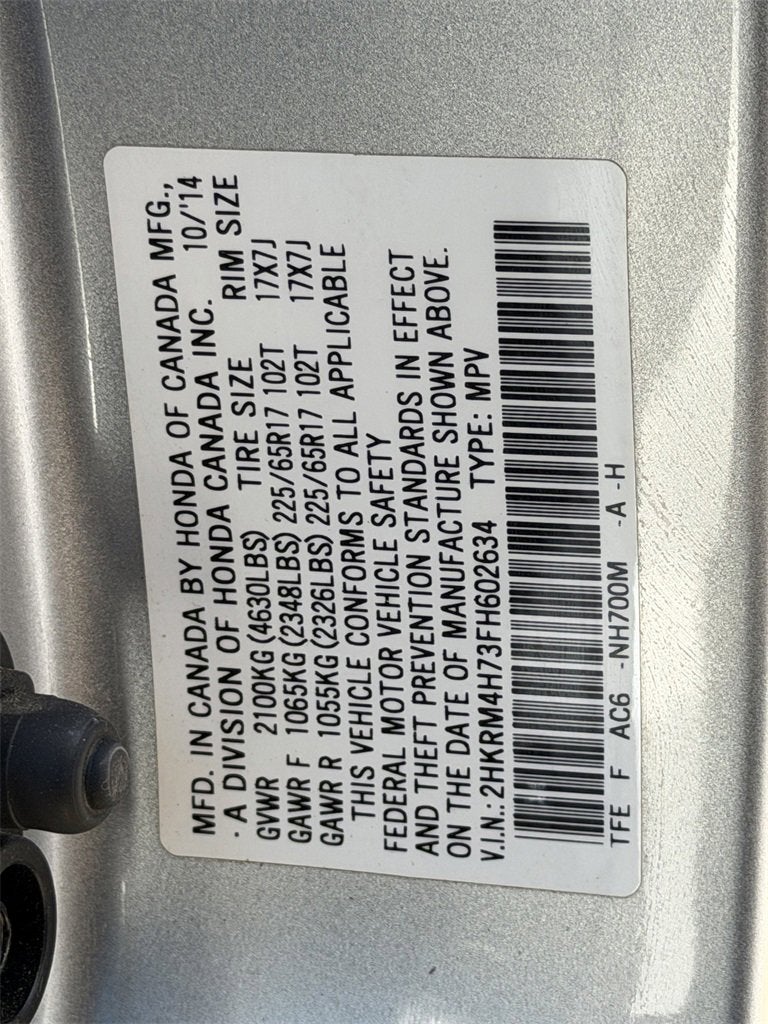 MFD. IN CANADA BY HONDA OF CANADA MFG.,
· A DIVISION OF HONDA CANADA INC. 10/'14
GVWR 2100KG (4630LBS) TIRE SIZE RIM SIZE
GAWR F 1065KG (2348LBS) 225/65R17 102T 17X7J
GAWR R 1055KG (2326LBS) 225/65R17 102T 17X7J
THIS VEHICLE CONFORMS TO ALL APPLICABLE
FEDERAL MOTOR VEHICLE SAFETY
AND THEFT PREVENTION STANDARDS IN EFFECT
ON THE DATE OF MANUFACTURE SHOWN ABOVE.
V.I.N.: 2HKRM4H73FH602634 TYPE: MPV
TFE F AC6 -NH700M -A -H